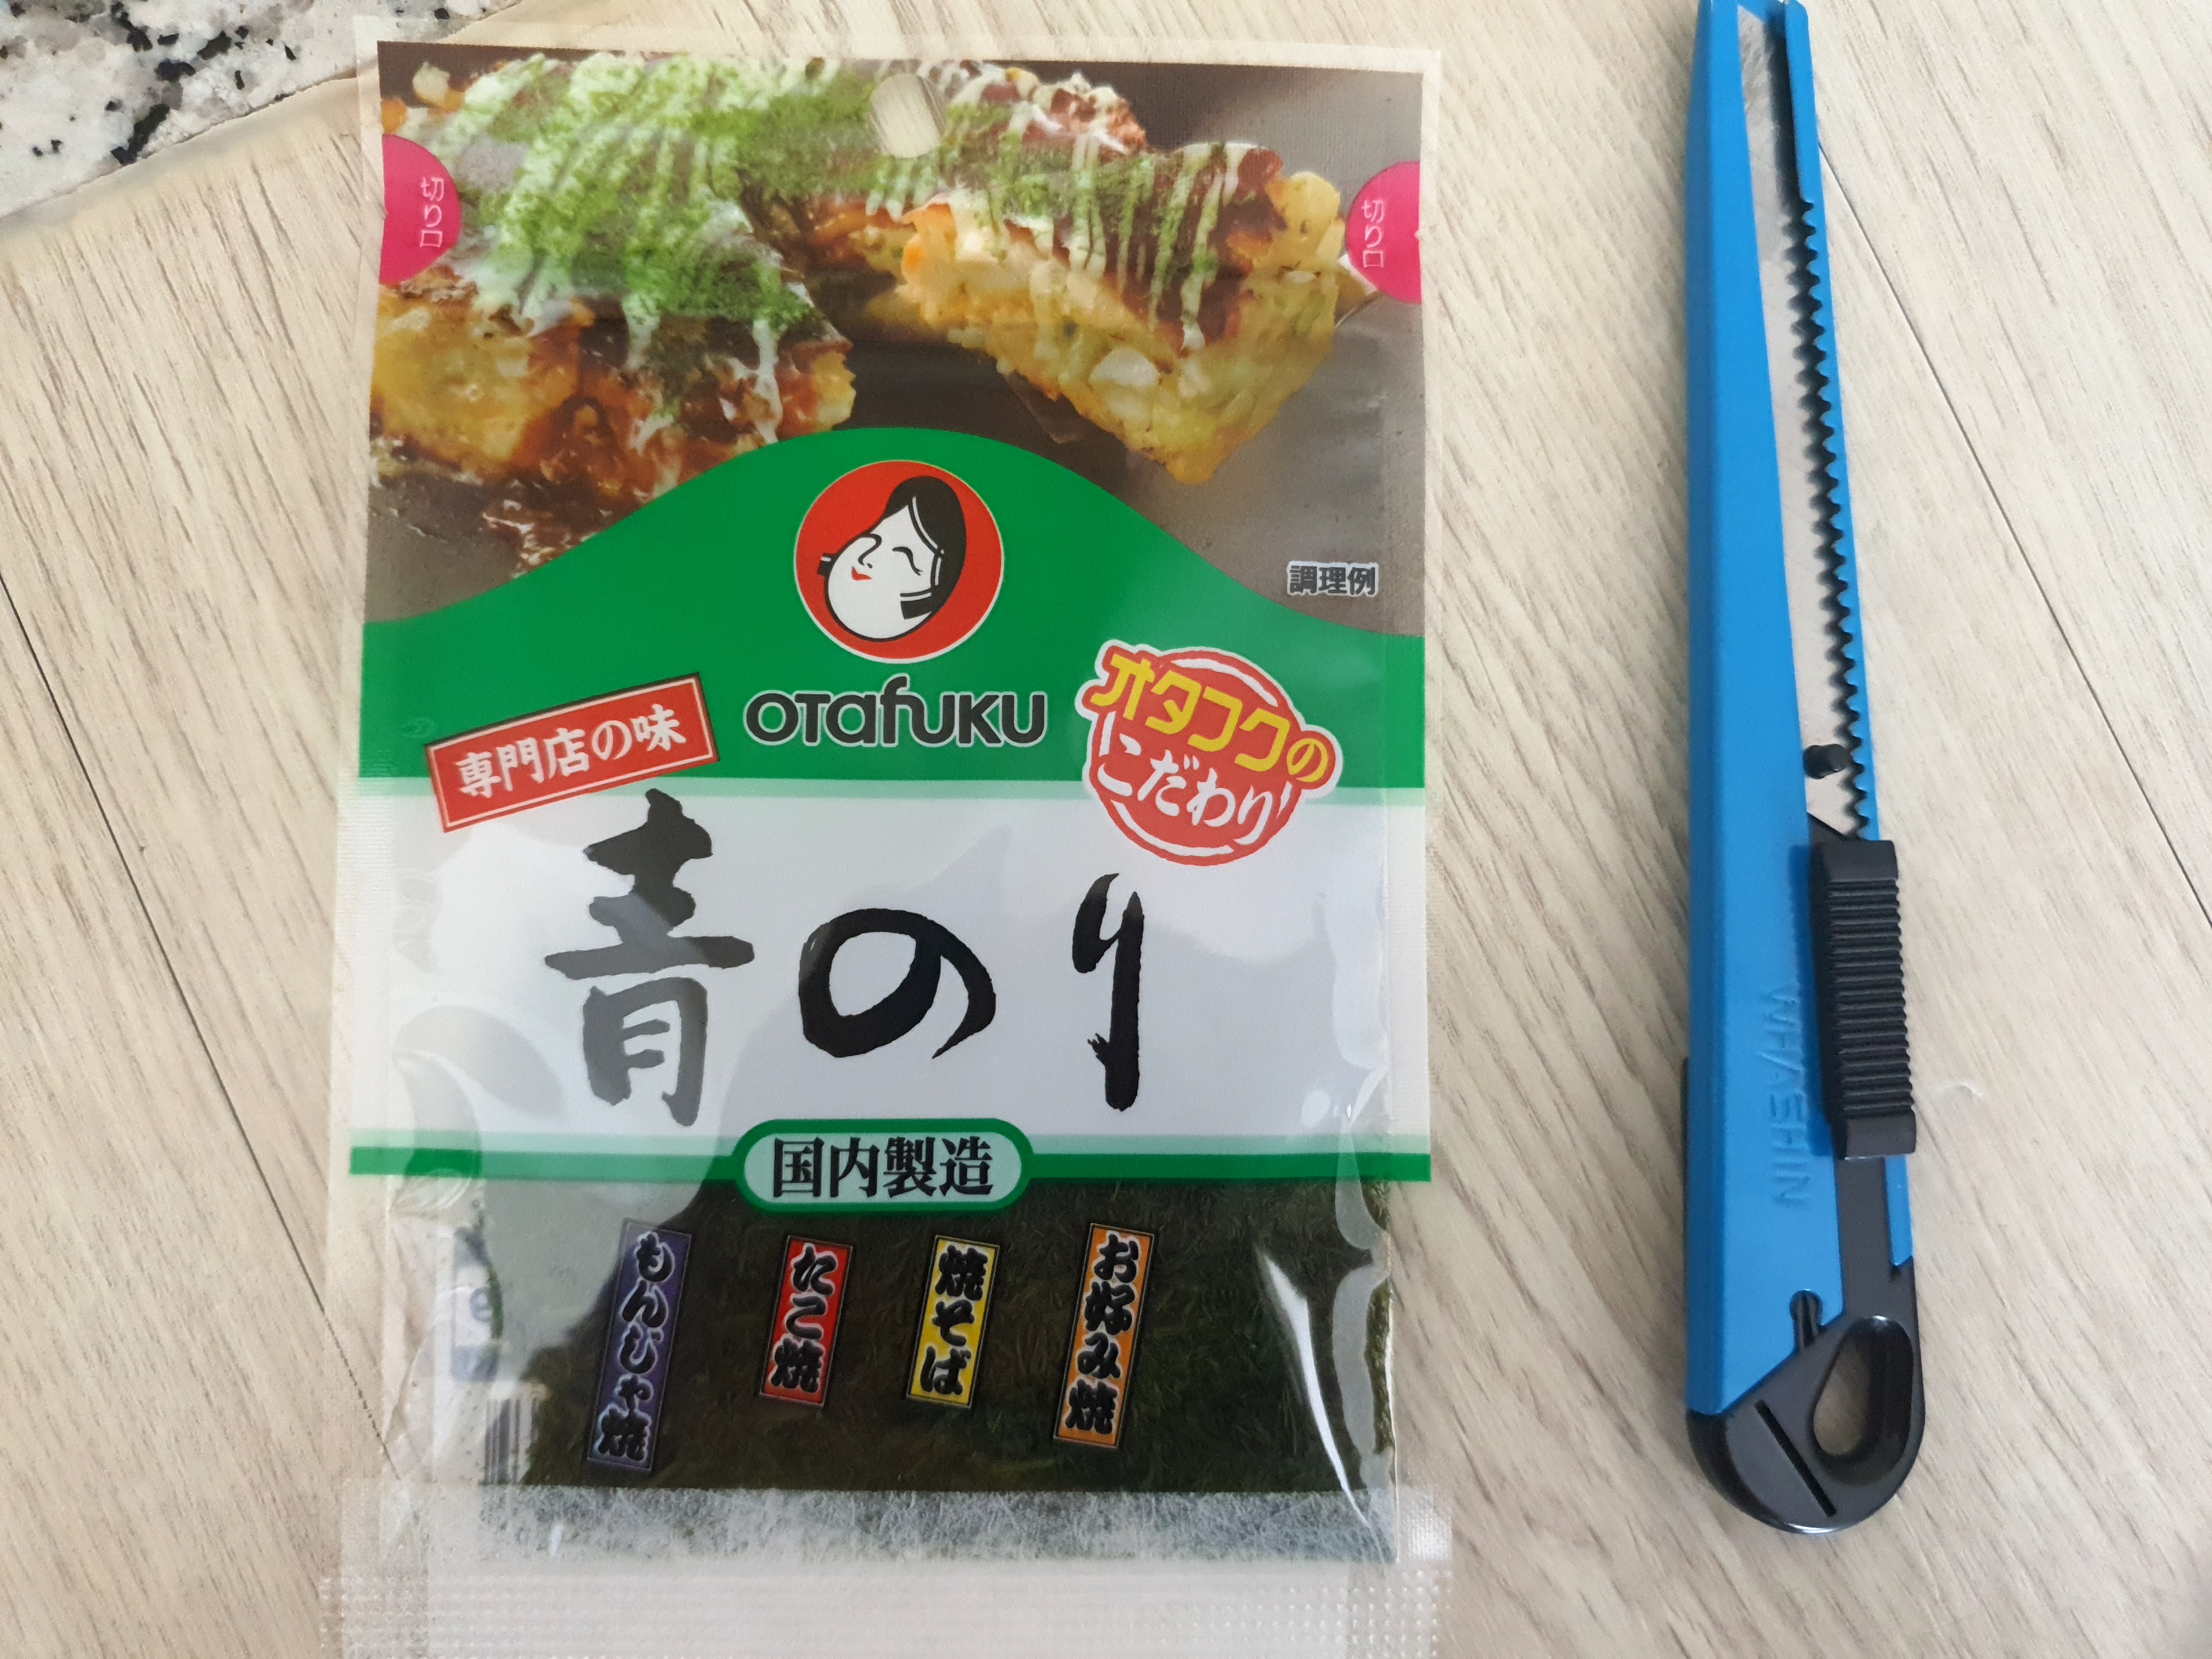 切り口
切り口
調理例
OTAfUKU
専門店の味
オタフクの
こだわり
青のり
国内製造
お好み焼
焼そば
たこ焼
もんじゃ焼
WHASHIN